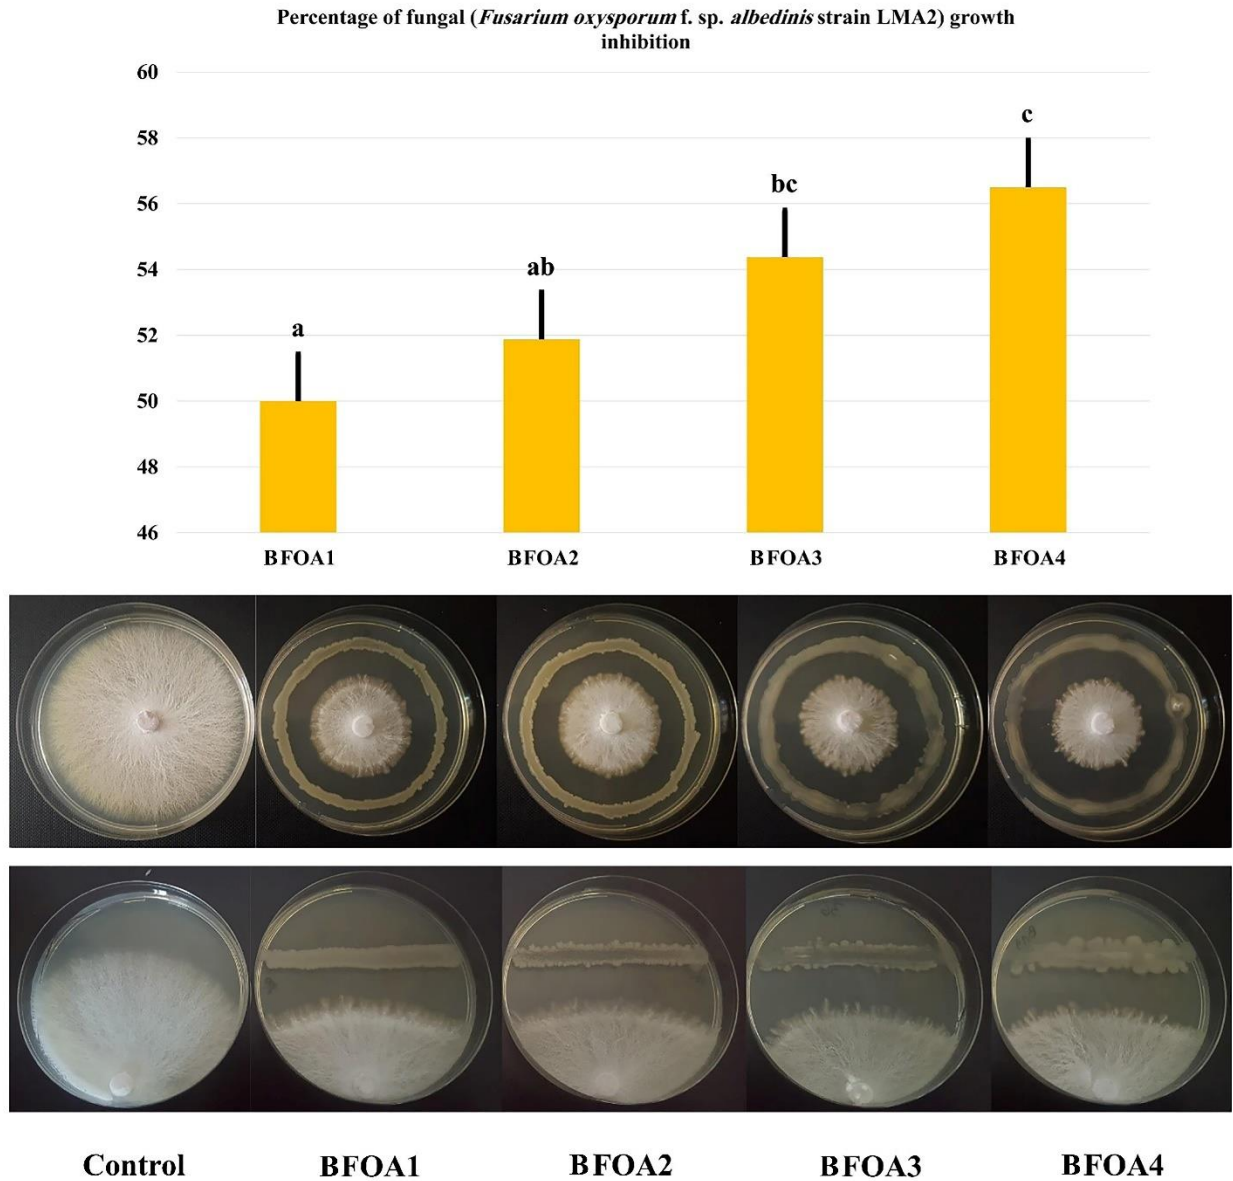 Percentage of fungal (Fusarium oxysporum f. sp. albedinis strain LMA2) growth
inhibition
60
58
56
54
52
50
48
46
a
ab
bc
c
BFOA1 BFOA2 BFOA3 BFOA4
Control BFOA1 BFOA2 BFOA3 BFOA4